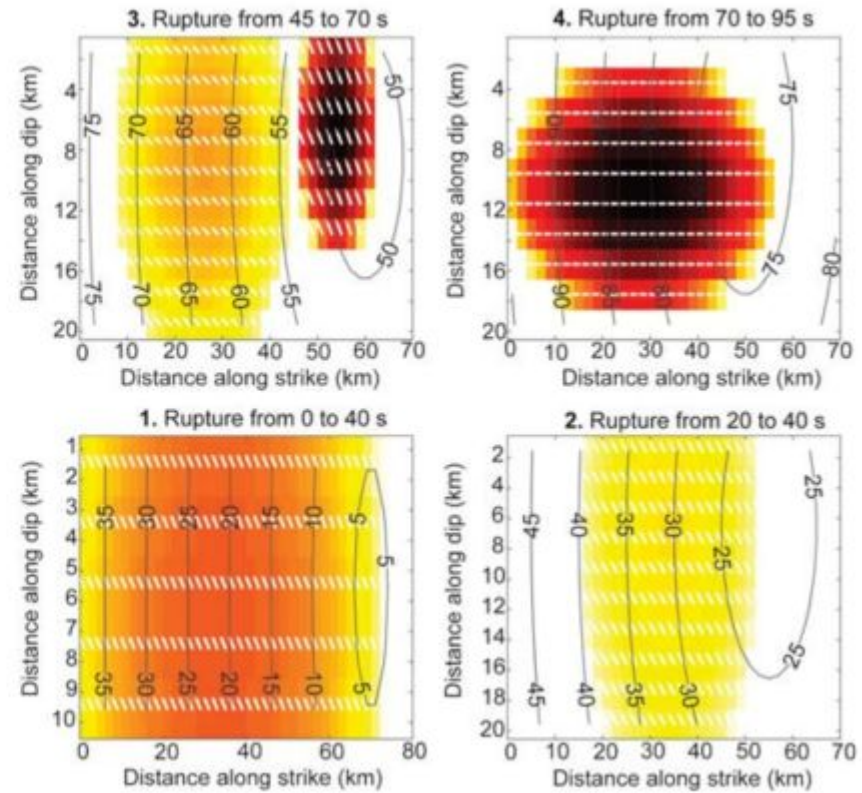 3. Rupture from 45 to 70 s
Distance along dip (km)
4
8
12
16
20
75
70
65
60
55
50
75
70
65
60
55
50
0 10 20 30 40 50 60 70
Distance along strike (km)
4. Rupture from 70 to 95 s
Distance along dip (km)
4
8
12
16
20
75
90
75
80
0 10 20 30 40 50 60 70
Distance along strike (km)
1. Rupture from 0 to 40 s
Distance along dip (km)
1
2
3
4
5
6
1
8
9
10
35 30 25 20 15 10 5
5
35 30 25 20 15 10 5
0 20 40 60 80
Distance along strike (km)
2. Rupture from 20 to 40 s
Distance along dip (km)
2
4
6
8
10
12
14
16
18
20
45 40 35 30 25
25
45 40 35 30
25
0 10 20 30 40 50 60 70
Distance along strike (km)